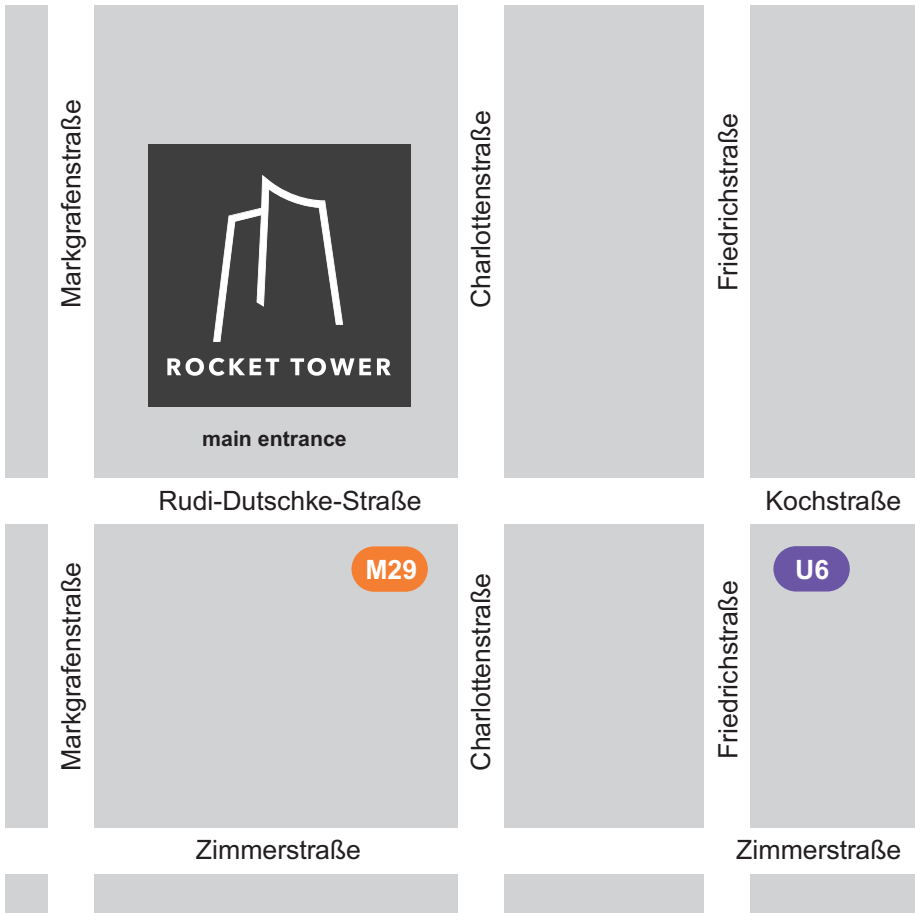 Markgrafenstraße
Charlottenstraße
Friedrichstraße
ROCKET TOWER
main entrance
Rudi-Dutschke-Straße
Kochstraße
M29
U6
Markgrafenstraße
Charlottenstraße
Friedrichstraße
Zimmerstraße
Zimmerstraße